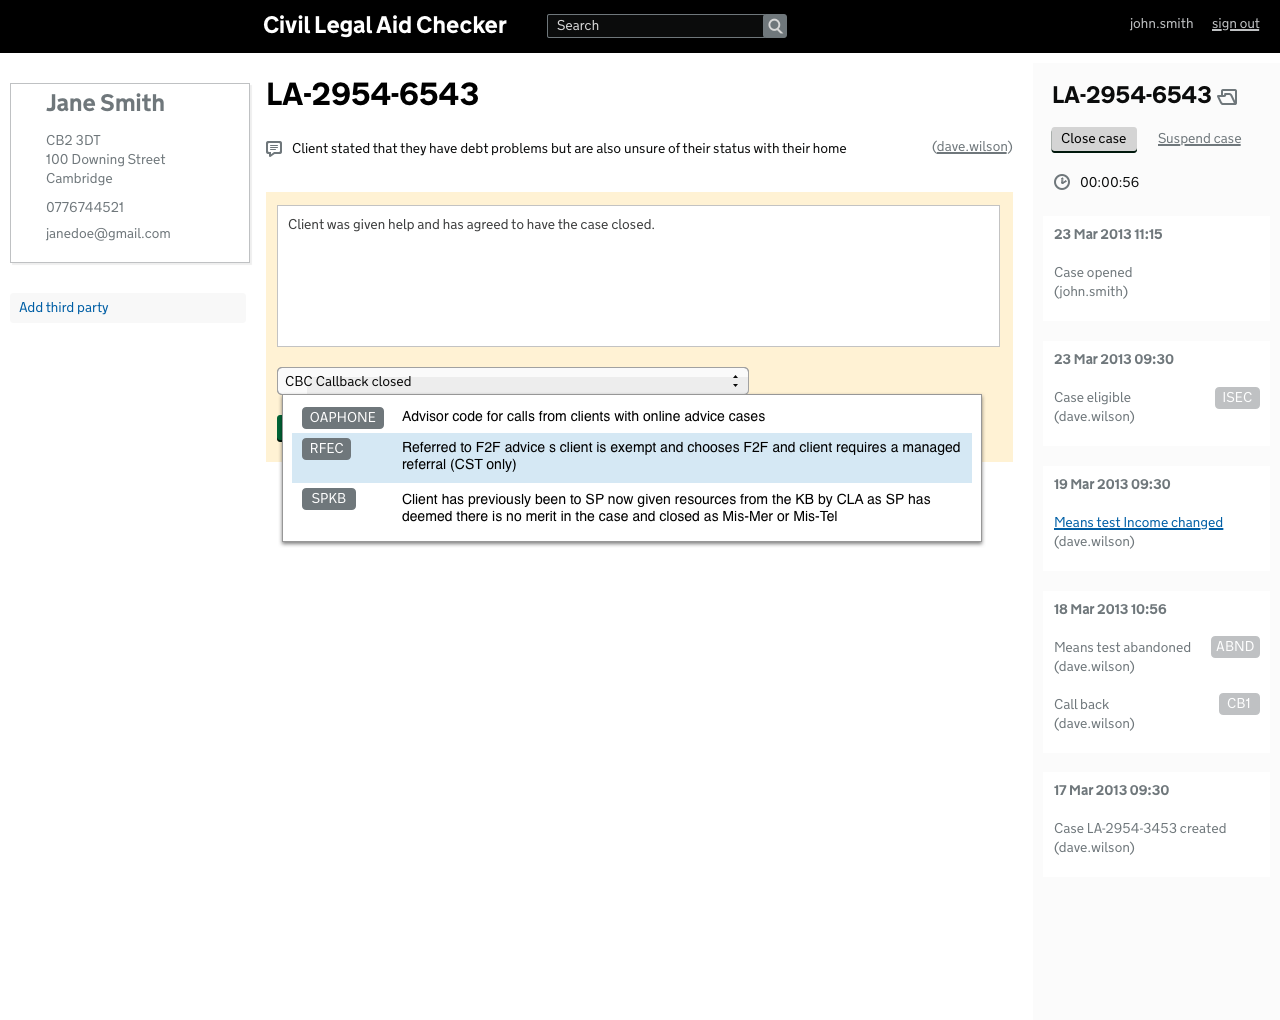 Civil Legal Aid Checker
Search
john.smith
sign out
Jane Smith
CB2 3DT
100 Downing Street
Cambridge
0776744521
janedoe@gmail.com
Add third party
LA-2954-6543
Client stated that they have debt problems but are also unsure of their status with their home
(dave.wilson)
Client was given help and has agreed to have the case closed.
CBC Callback closed
OAPHONE
Advisor code for calls from clients with online advice cases
RFEC
Referred to F2F advice s client is exempt and chooses F2F and client requires a managed
referral (CST only)
SPKB
Client has previously been to SP now given resources from the KB by CLA as SP has
deemed there is no merit in the case and closed as Mis-Mer or Mis-Tel
LA-2954-6543
Close case
Suspend case
00:00:56
23 Mar 2013 11:15
Case opened
(john.smith)
23 Mar 2013 09:30
Case eligible
ISEC
(dave.wilson)
19 Mar 2013 09:30
Means test Income changed
(dave.wilson)
18 Mar 2013 10:56
Means test abandoned
ABND
(dave.wilson)
Call back
CB1
(dave.wilson)
17 Mar 2013 09:30
Case LA-2954-3453 created
(dave.wilson)